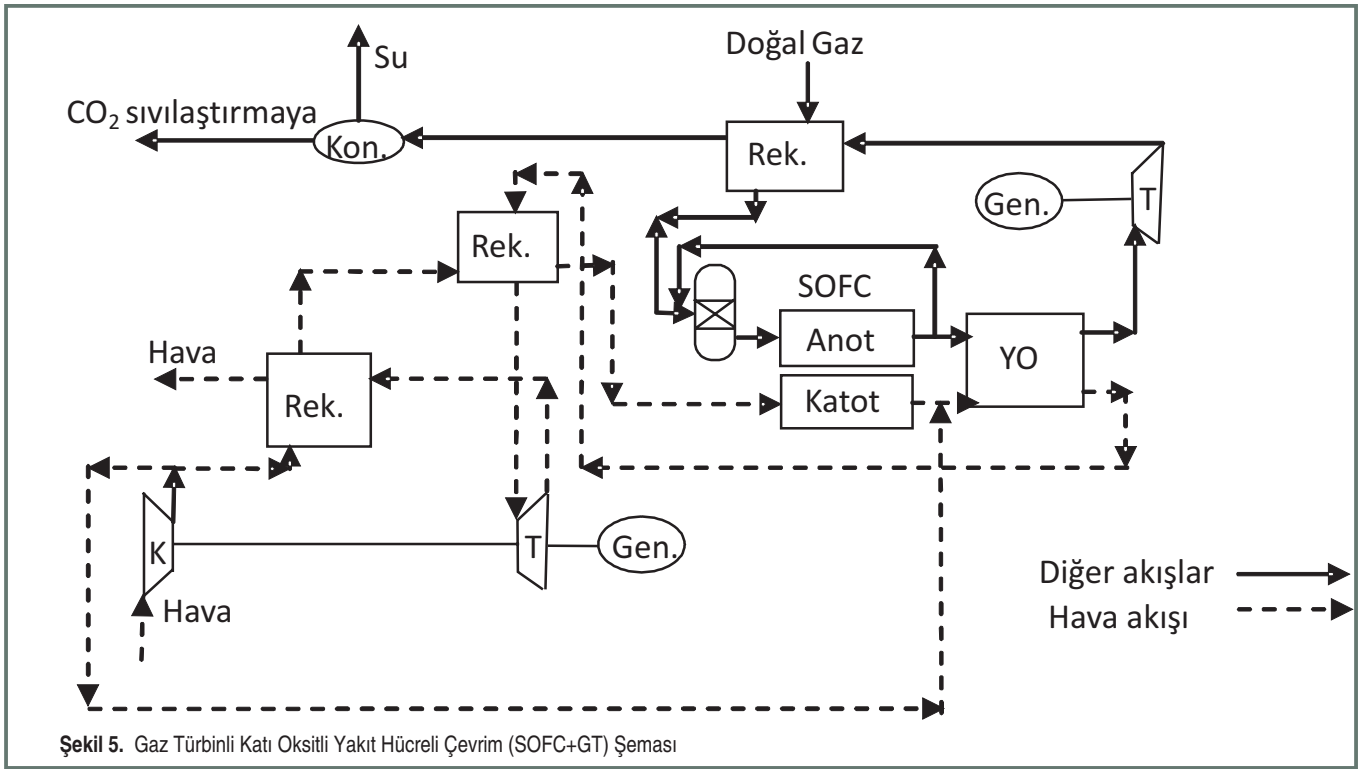 Doğal Gaz
Su
CO₂ sıvılaştırmaya
Kon.
Rek.
Gen.
T
Rek.
SOFC
Anot
YO
Hava
Katot
Rek.
K
T
Gen.
Hava
Diğer akışlar
Hava akışı
Şekil 5. Gaz Türbinli Katı Oksitli Yakıt Hücreli Çevrim (SOFC+GT) Şeması